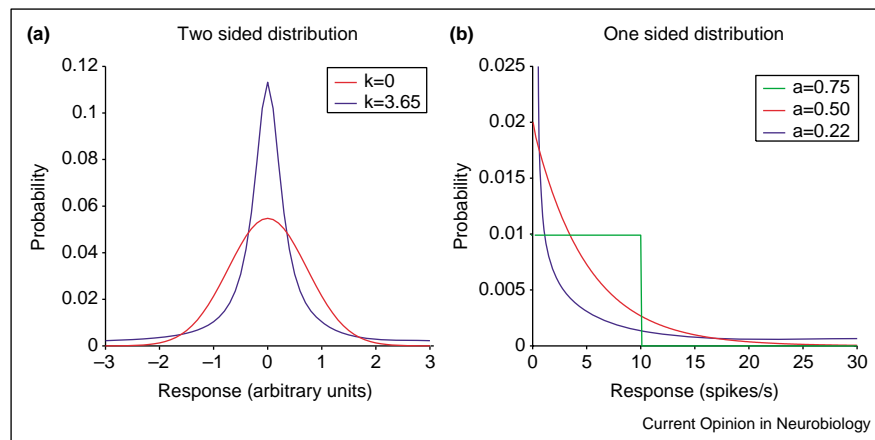 (a) Two sided distribution
0.12
0.1
0.08
0.06
0.04
0.02
0
Probability
k=0
k=3.65
–3 –2 –1 0 1 2 3
Response (arbitrary units)
(b) One sided distribution
0.025
0.02
0.015
0.01
0.005
0
Probability
a=0.75
a=0.50
a=0.22
0 5 10 15 20 25 30
Response (spikes/s)
Current Opinion in Neurobiology